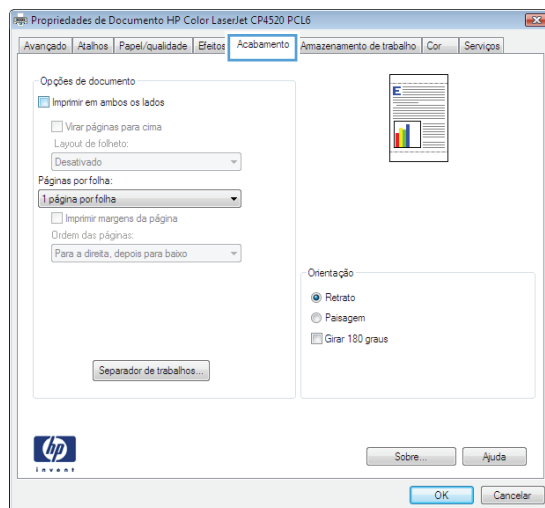 Propriedades de Documento HP Color LaserJet CP4520 PCL6
Avançado Atalhos Papel/qualidade Efeitos Acabamento Armazenamento de trabalho Cor Serviços
Opções de documento
Imprimir em ambos os lados
Virar páginas para cima
Layout de folheto:
Desativado
Páginas por folha:
1 página por folha
Imprimir margens da página
Ordem das páginas:
Para a direita, depois para baixo
Separador de trabalhos...
E
Orientação
Retrato
Paisagem
Girar 180 graus
hp
invent
Sobre... Ajuda
OK Cancelar